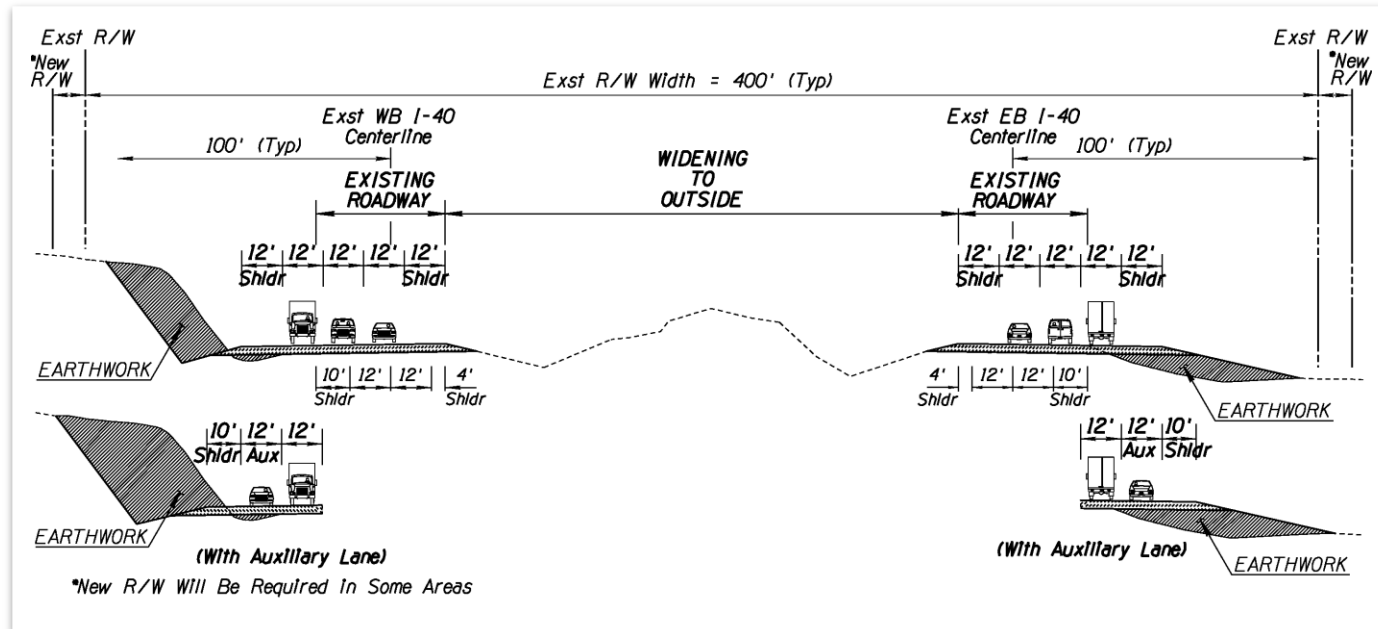 Exst R/W
Exst R/W
*New
R/W
*New
R/W
Exst R/W Width = 400' (Typ)
Exst WB I-40
Centerline
Exst EB I-40
Centerline
100' (Typ)
100' (Typ)
WIDENING
TO
OUTSIDE
EXISTING
ROADWAY
EXISTING
ROADWAY
12' 12' 12' 12' 12'
Shldr Shldr
12' 12' 12' 12' 12'
Shldr Shldr
EARTHWORK
10' 12' 12' 4'
Shldr Shldr
4' 12' 12' 10'
Shldr Shldr
EARTHWORK
10' 12' 12'
Shldr Aux
12' 12' 10'
Aux Shldr
EARTHWORK
EARTHWORK
(With Auxiliary Lane)
(With Auxiliary Lane)
*New R/W Will Be Required in Some Areas